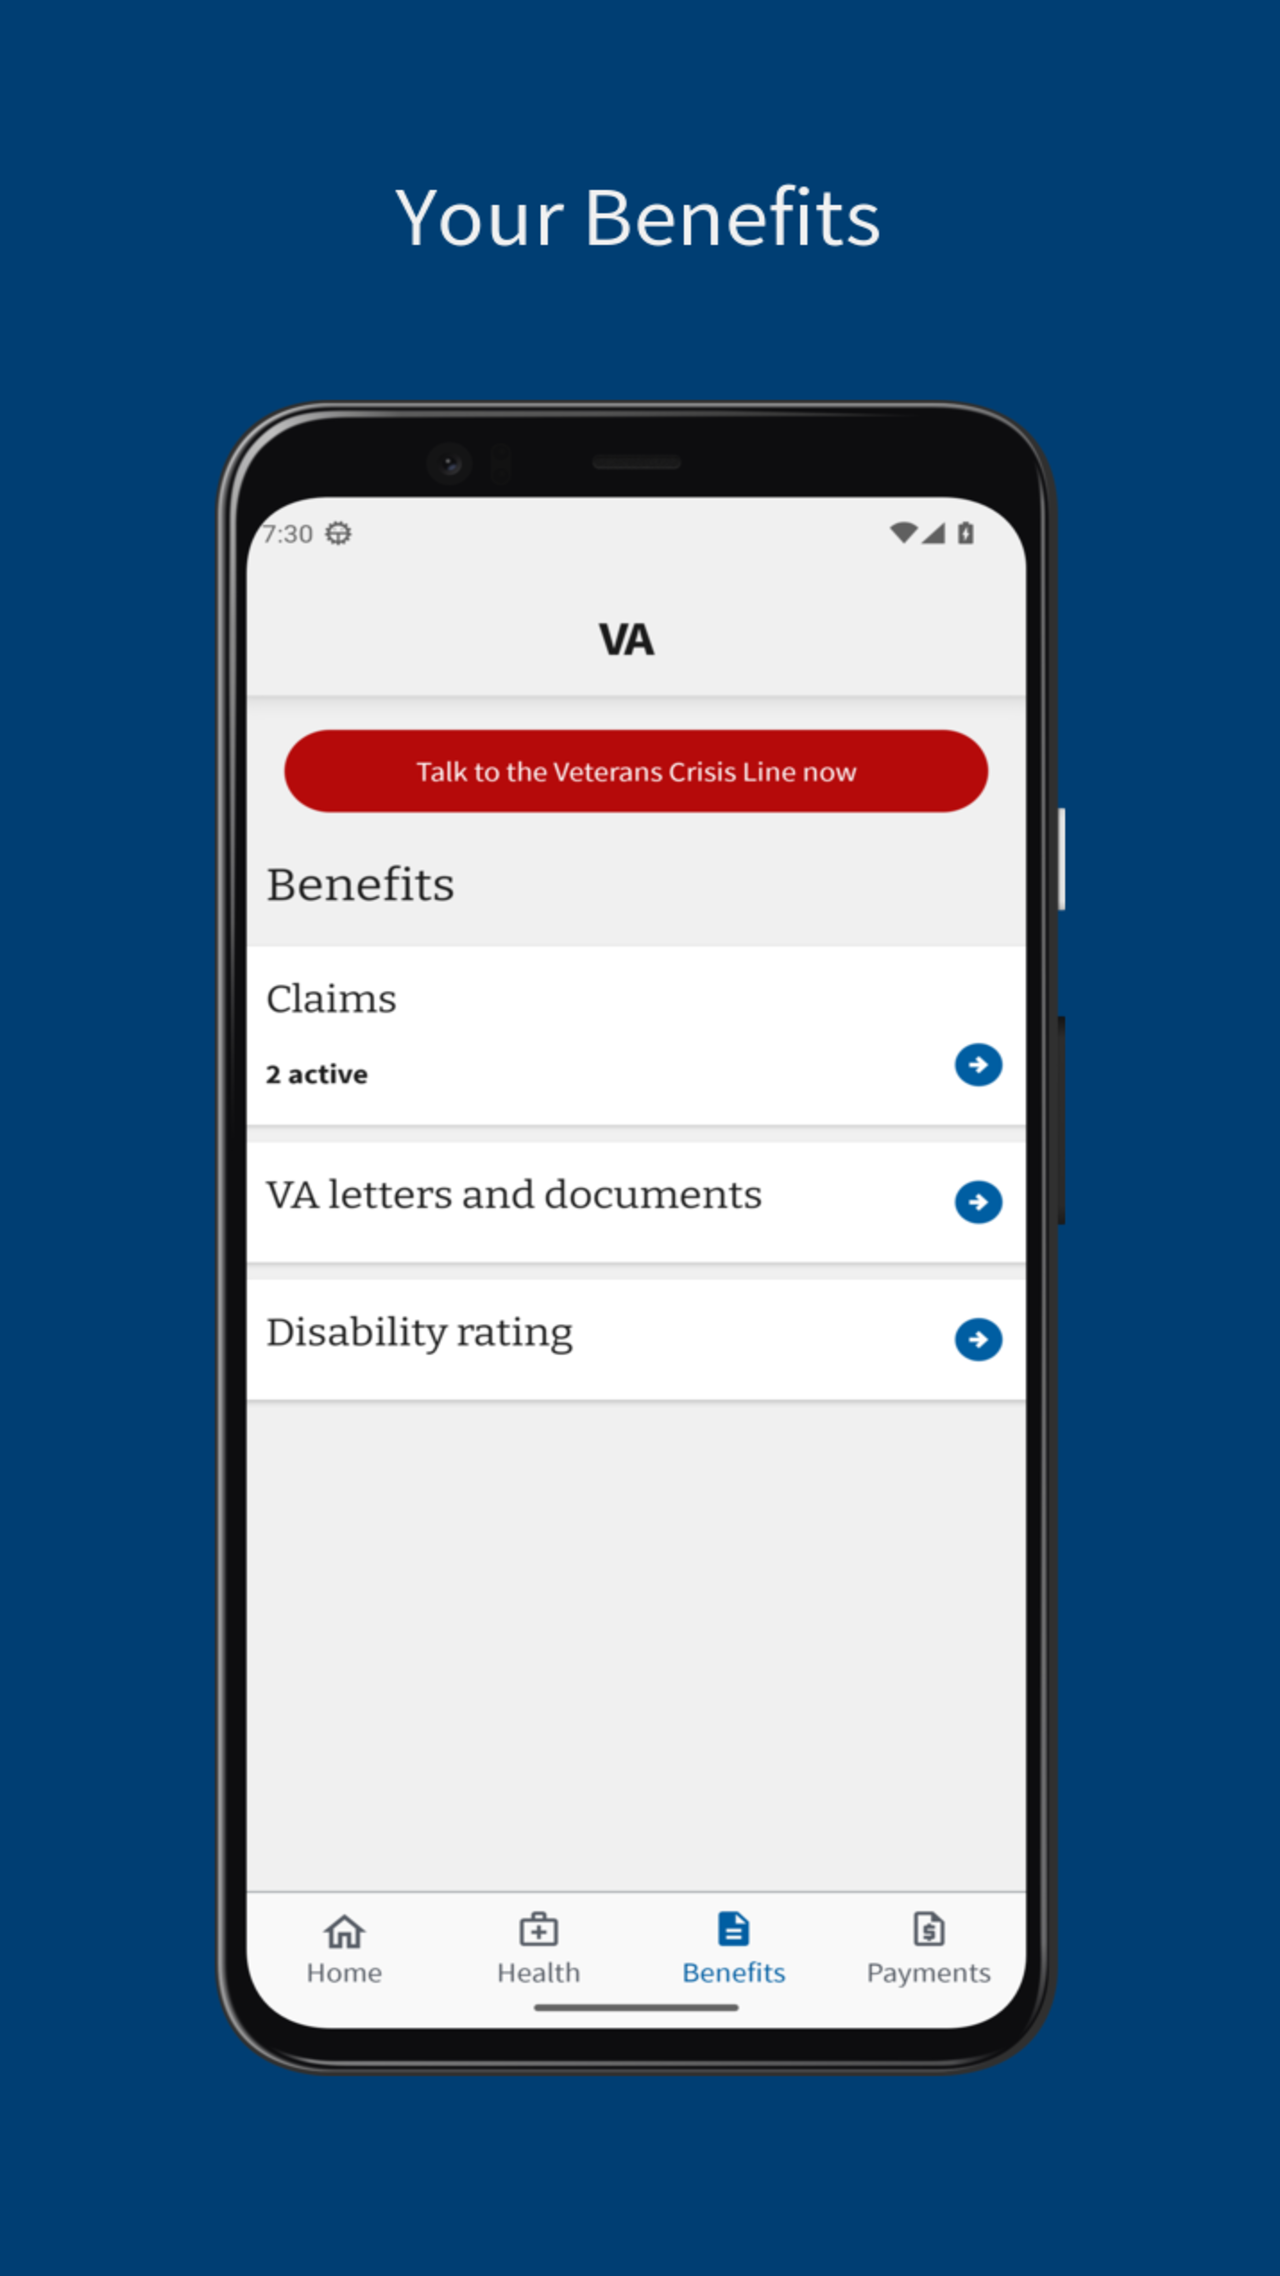 Your Benefits
7:30
VA
Talk to the Veterans Crisis Line now
Benefits
Claims
2 active
VA letters and documents
Disability rating
Home Health Benefits Payments